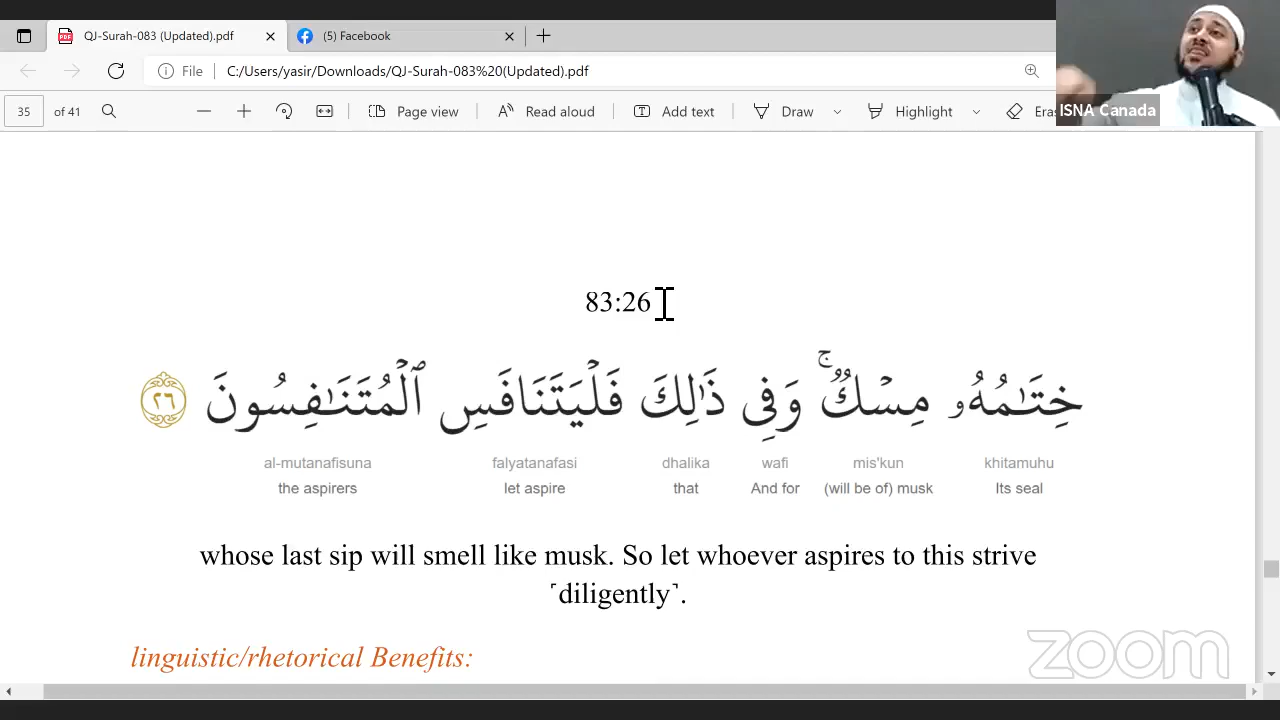 QJ-Surah-083 (Updated).pdf
(5) Facebook
File
C:/Users/yasir/Downloads/QJ-Surah-083%20(Updated).pdf
ISNA Canada
35 of 41
Page view
Read aloud
Add text
Draw
Highlight
83:26
خِتَـٰمُهُۥ مِسۡكٞۚ وَفِي ذَٰلِكَ فَلۡيَتَنَافَسِ ٱلۡمُتَنَـٰفِسُونَ ٢٦
al-mutanafisuna falyatanafasi dhalika wafi mis'kun khitamuhu
the aspirers let aspire that And for (will be of) musk Its seal
whose last sip will smell like musk. So let whoever aspires to this strive
˹diligently˺.
linguistic/rhetorical Benefits:
zoom